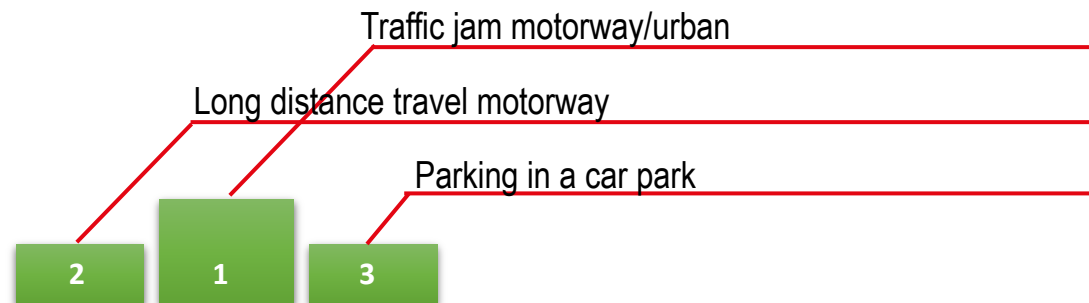 Traffic jam motorway/urban
Long distance travel motorway
Parking in a car park
2 1 3